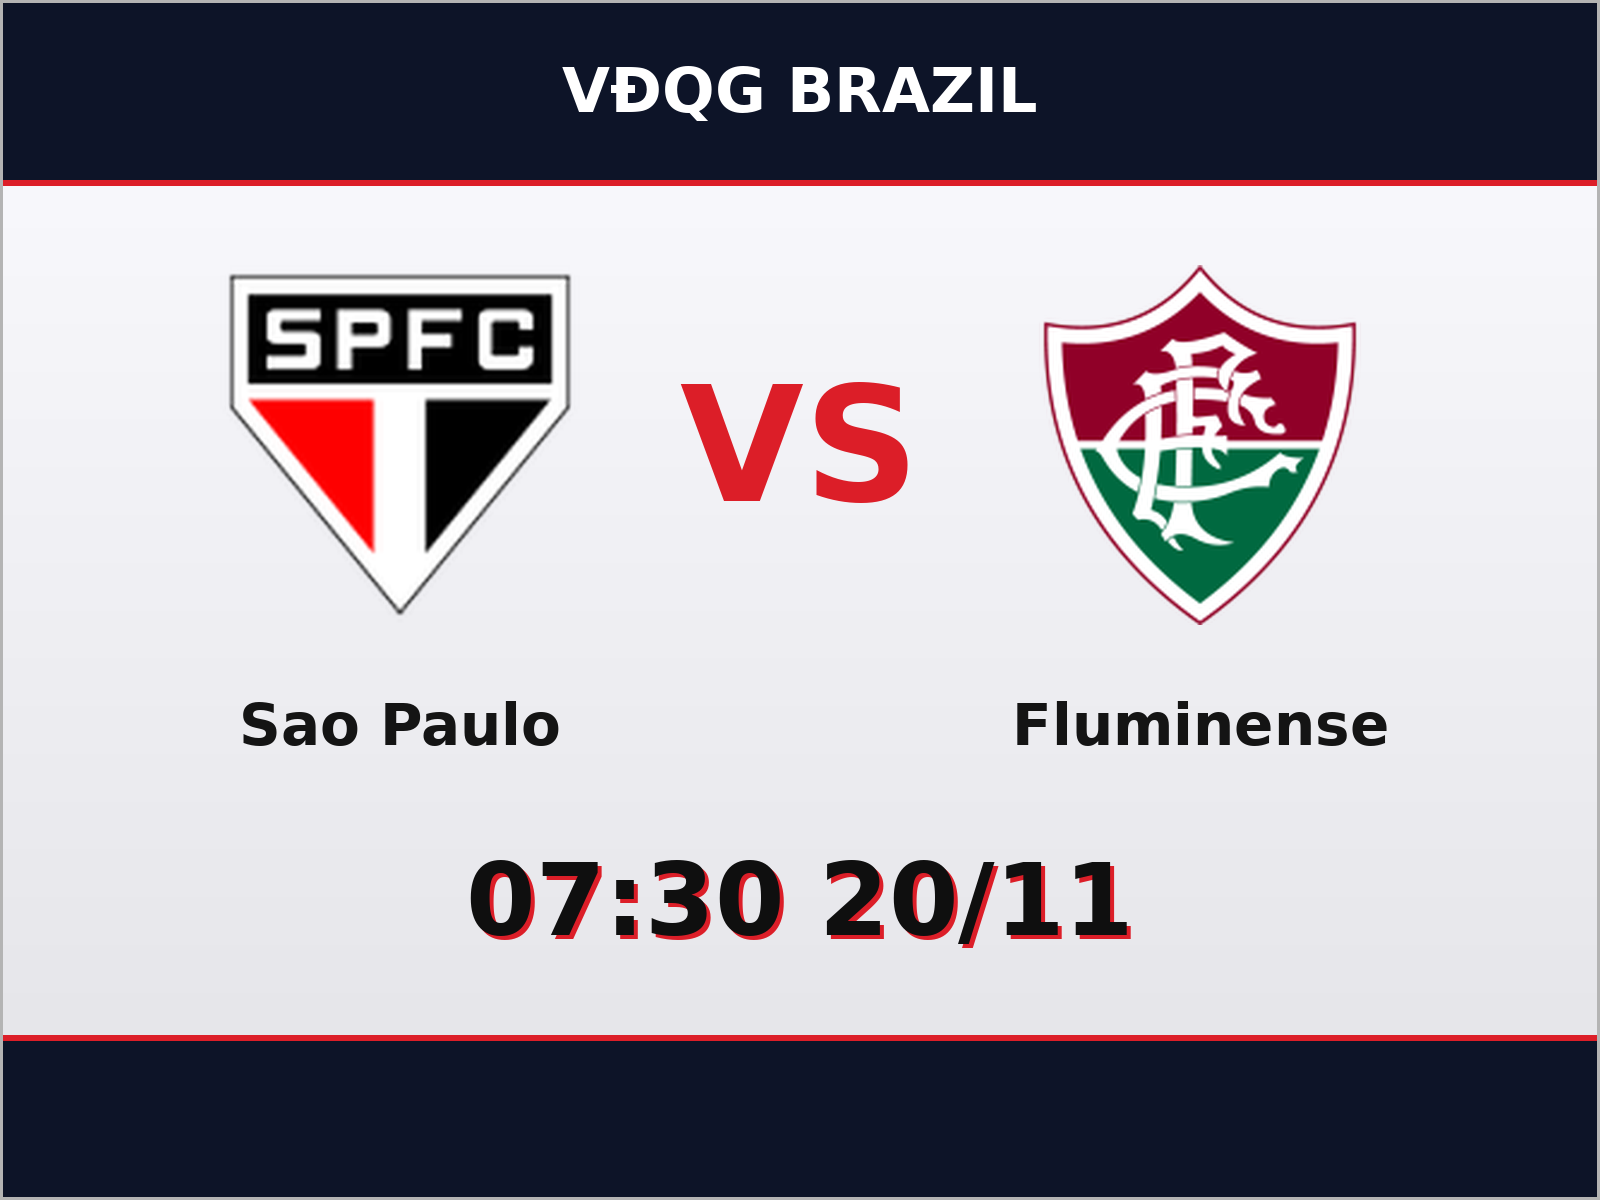 VĐQG BRAZIL
SPFC
VS
Sao Paulo
Fluminense
07:30 20/11